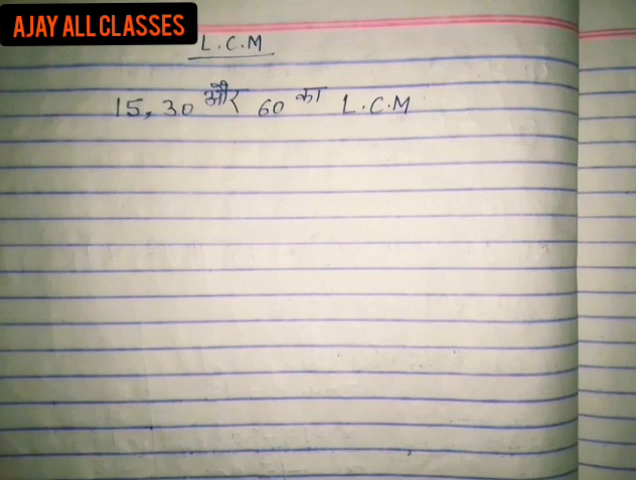 AJAY ALL CLASSES
L.C.M
15, 30 और 60 का L.C.M